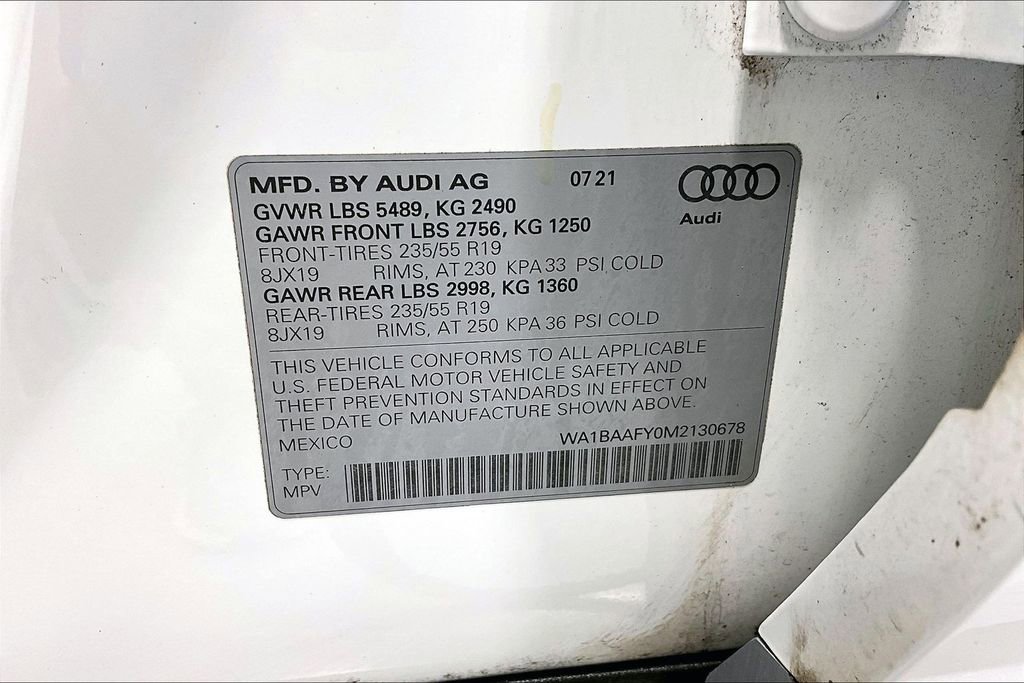 MFD. BY AUDI AG 07 21
GVWR LBS 5489, KG 2490
Audi
GAWR FRONT LBS 2756, KG 1250
FRONT-TIRES 235/55 R19
8JX19 RIMS, AT 230 KPA 33 PSI, COLD
GAWR REAR LBS 2998, KG 1360
REAR-TIRES 235/55 R19
8JX19 RIMS, AT 250 KPA 36 PSI COLD
THIS VEHICLE CONFORMS TO ALL APPLICABLE
U.S. FEDERAL MOTOR VEHICLE SAFETY AND
THEFT PREVENTION STANDARDS IN EFFECT ON
THE DATE OF MANUFACTURE SHOWN ABOVE.
MEXICO WA1BAAFY0M2130678
TYPE:
MPV